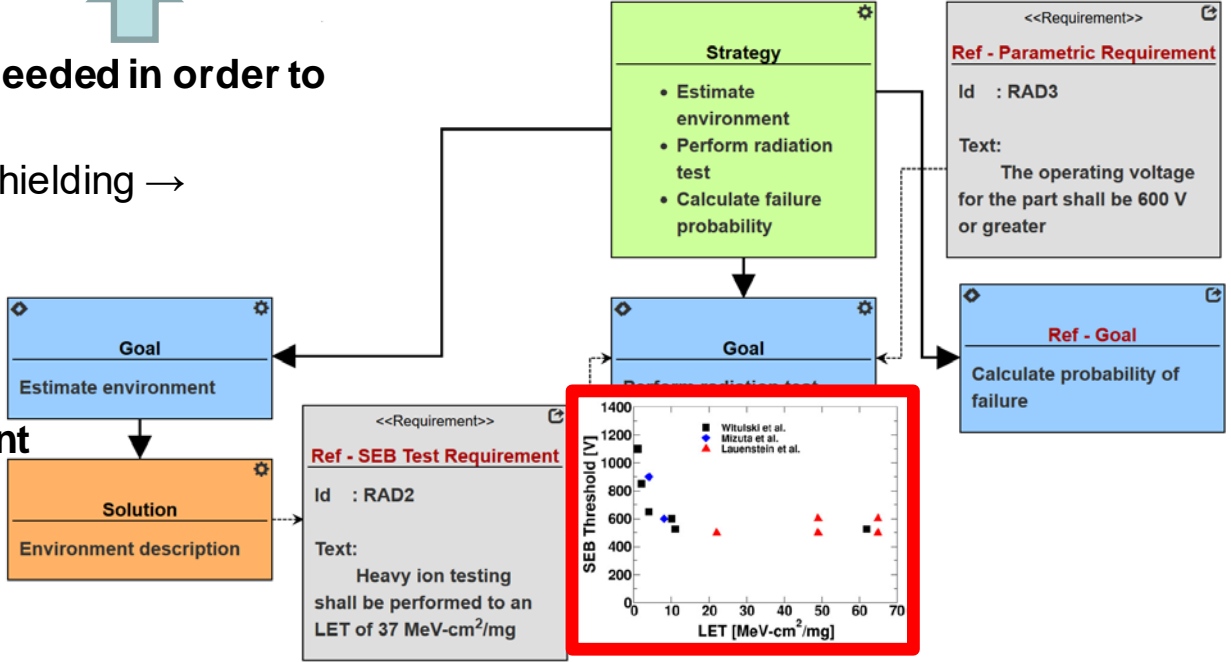 eeded in order to
hielding →
nt
Strategy
• Estimate
environment
• Perform radiation
test
• Calculate failure
probability
<<Requirement>>
Ref - Parametric Requirement
Id : RAD3
Text:
The operating voltage
for the part shall be 600 V
or greater
Goal
Estimate environment
Goal
Perform radiation test
Ref - Goal
Calculate probability of
failure
Solution
Environment description
<<Requirement>>
Ref - SEB Test Requirement
Id : RAD2
Text:
Heavy ion testing
shall be performed to an
LET of 37 MeV-cm²/mg
SEB Threshold [V]
1400
1200
1000
800
600
400
200
0
Witulski et al.
Mizuta et al.
Lauenstein et al.
0 10 20 30 40 50 60 70
LET [MeV-cm²/mg]